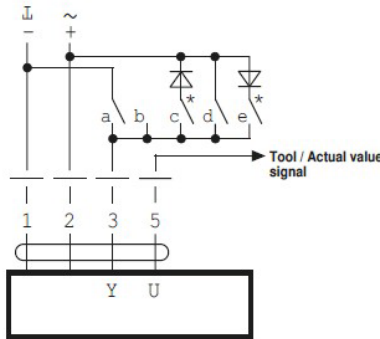 ⊥ ~
- +
a b c * d e *
Tool / Actual value
signal
1 2 3 5
Y U